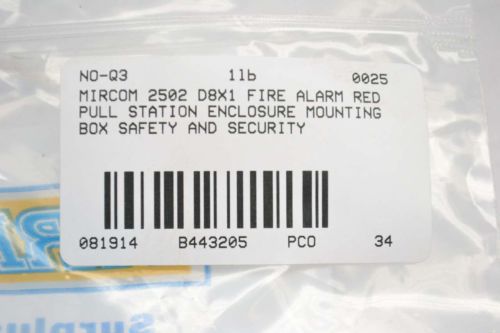 NO-Q3 1lb 0025
MIRCOM 2502 D8X1 FIRE ALARM RED
PULL STATION ENCLOSURE MOUNTING
BOX SAFETY AND SECURITY
081914 B443205 PCO 34
Surplus